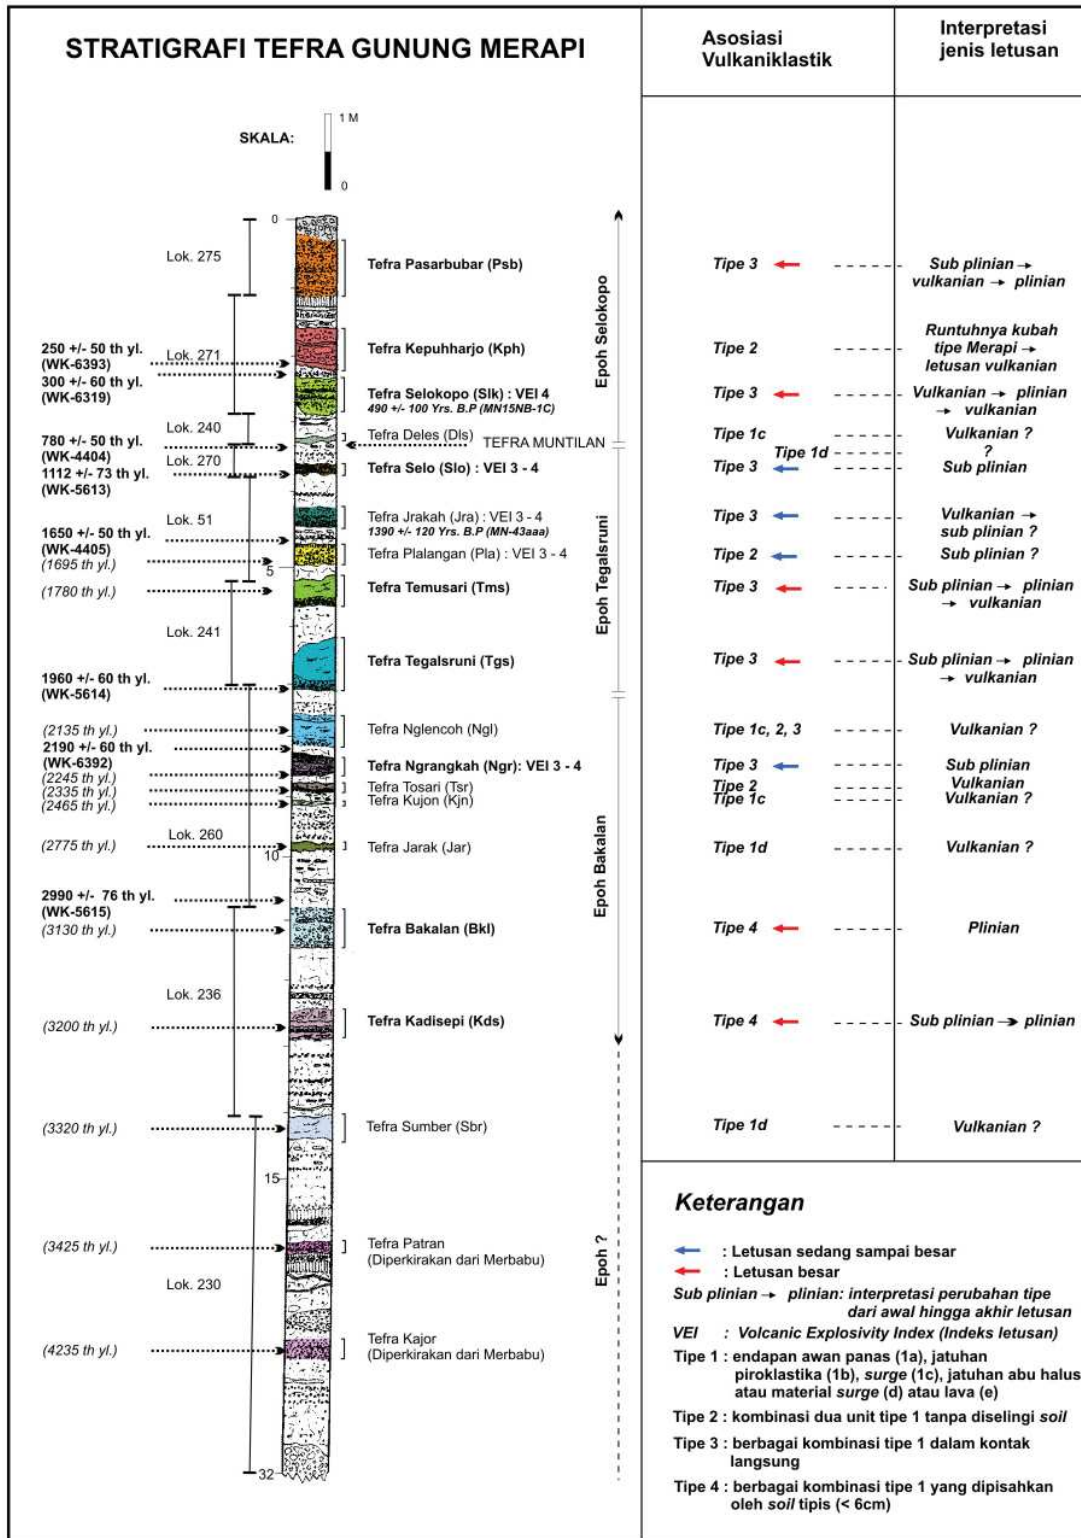 STRATIGRAFI TEFRA GUNUNG MERAPI
Asosiasi
Vulkaniklastik
Interpretasi
jenis letusan
SKALA:
1 M
0
0
5
10
15
32
Lok. 275
Lok. 271
Lok. 240
Lok. 270
Lok. 51
Lok. 241
Lok. 260
Lok. 236
Lok. 230
250 +/- 50 th yl.
(WK-6393)
300 +/- 60 th yl.
(WK-6319)
780 +/- 50 th yl.
(WK-4404)
1112 +/- 73 th yl.
(WK-5613)
1650 +/- 50 th yl.
(WK-4405)
(1695 th yl.)
(1780 th yl.)
1960 +/- 60 th yl.
(WK-5614)
(2135 th yl.)
2190 +/- 60 th yl.
(WK-6392)
(2245 th yl.)
(2335 th yl.)
(2465 th yl.)
(2775 th yl.)
2990 +/- 76 th yl.
(WK-5615)
(3130 th yl.)
(3200 th yl.)
(3320 th yl.)
(3425 th yl.)
(4235 th yl.)
Tefra Pasarbubar (Psb)
Tefra Kepuhharjo (Kph)
Tefra Selokopo (Slk) : VEI 4
490 +/- 100 Yrs. B.P (MN15NB-1C)
Tefra Deles (Dls)
TEFRA MUNTILAN
Tefra Selo (Slo) : VEI 3 - 4
Tefra Jrakah (Jra) : VEI 3 - 4
1390 +/- 120 Yrs. B.P (MN-43aaa)
Tefra Plalangan (Pla) : VEI 3 - 4
Tefra Temusari (Tms)
Tefra Tegalsruni (Tgs)
Tefra Nglencoh (Ngl)
Tefra Ngrangkah (Ngr): VEI 3 - 4
Tefra Tosari (Tsr)
Tefra Kujon (Kjn)
Tefra Jarak (Jar)
Tefra Bakalan (Bkl)
Tefra Kadisepi (Kds)
Tefra Sumber (Sbr)
Tefra Patran
(Diperkirakan dari Merbabu)
Tefra Kajor
(Diperkirakan dari Merbabu)
Epoh Selokopo
Epoh Tegalsruni
Epoh Bakalan
Epoh ?
Tipe 3
Sub plinian →
vulkanian → plinian
Tipe 2
Runtuhnya kubah
tipe Merapi →
letusan vulkanian
Tipe 3
Vulkanian → plinian
→ vulkanian
Tipe 1c
Vulkanian ?
Tipe 1d
?
Tipe 3
Sub plinian
Tipe 3
Vulkanian →
sub plinian ?
Tipe 2
Sub plinian ?
Tipe 3
Sub plinian → plinian
→ vulkanian
Tipe 3
Sub plinian → plinian
→ vulkanian
Tipe 1c, 2, 3
Vulkanian ?
Tipe 3
Sub plinian
Tipe 2
Vulkanian
Tipe 1c
Vulkanian ?
Tipe 1d
Vulkanian ?
Tipe 4
Plinian
Tipe 4
Sub plinian → plinian
Tipe 1d
Vulkanian ?
Keterangan
: Letusan sedang sampai besar
: Letusan besar
Sub plinian → plinian: interpretasi perubahan tipe
dari awal hingga akhir letusan
VEI : Volcanic Explosivity Index (Indeks letusan)
Tipe 1 : endapan awan panas (1a), jatuhan
piroklastika (1b), surge (1c), jatuhan abu halus
atau material surge (d) atau lava (e)
Tipe 2 : kombinasi dua unit tipe 1 tanpa diselingi soil
Tipe 3 : berbagai kombinasi tipe 1 dalam kontak
langsung
Tipe 4 : berbagai kombinasi tipe 1 yang dipisahkan
oleh soil tipis (< 6cm)